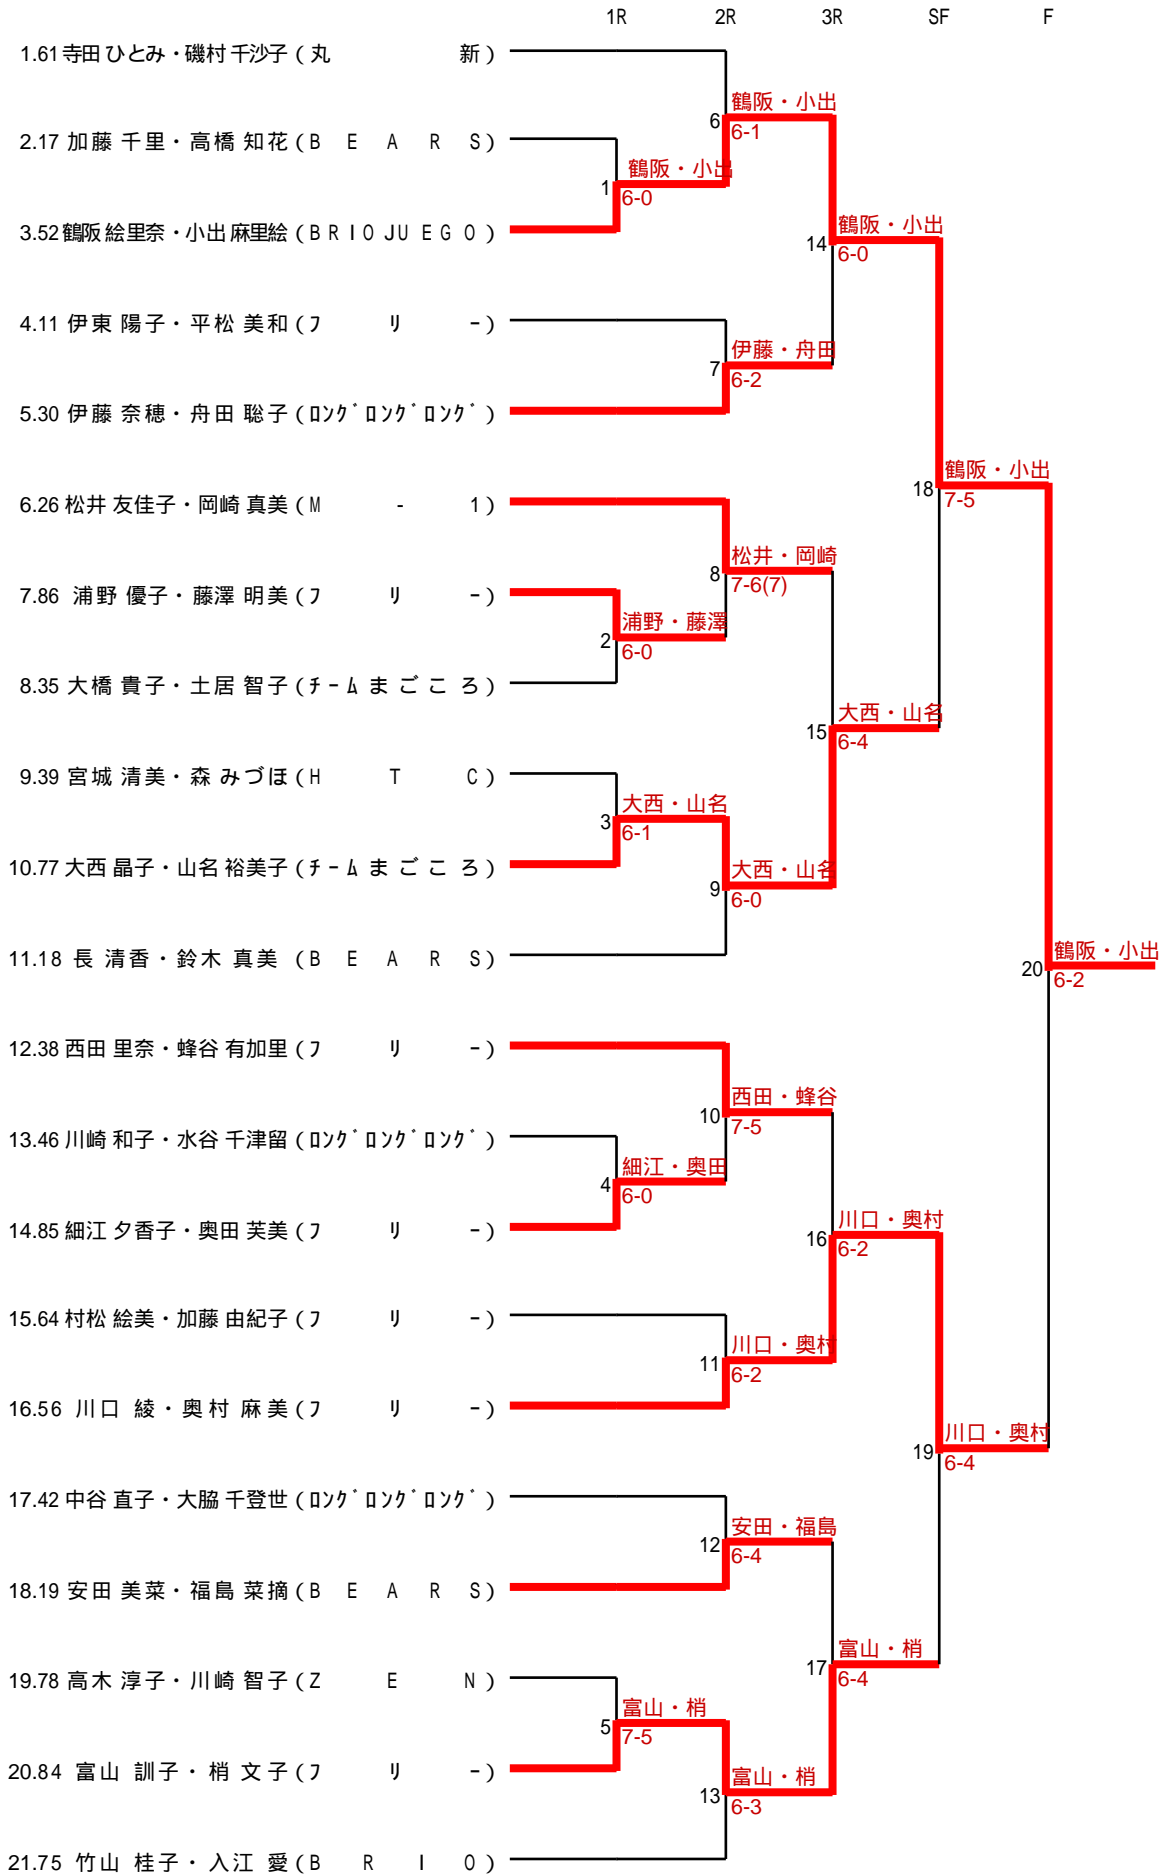 1R 2R 3R SF F
1.61 寺田 ひとみ・磯村 千沙子 (丸 新)
鶴阪・小出
6
6-1
2.17 加藤 千里・高橋 知花 (B E A R S)
鶴阪・小出
1
6-0
3.52 鶴阪 絵里奈・小出 麻里絵 (BRIO JUEGO)
鶴阪・小出
14
6-0
4.11 伊東 陽子・平松 美和 (フ リ ー)
伊藤・舟田
7
6-2
5.30 伊藤 奈穂・舟田 聡子 (ロング ロング ロング)
鶴阪・小出
18
7-5
6.26 松井 友佳子・岡崎 真美 (M - 1)
松井・岡崎
8
7-6(7)
7.86 浦野 優子・藤澤 明美 (フ リ ー)
浦野・藤澤
2
6-0
8.35 大橋 貴子・土居 智子 (チームまごころ)
大西・山名
15
6-4
9.39 宮城 清美・森 みづほ (H T C)
大西・山名
3
6-1
10.77 大西 晶子・山名 裕美子 (チームまごころ)
大西・山名
9
6-0
11.18 長 清香・鈴木 真美 (B E A R S)
鶴阪・小出
20
6-2
12.38 西田 里奈・蜂谷 有加里 (フ リ ー)
西田・蜂谷
10
7-5
13.46 川崎 和子・水谷 千津留 (ロング ロング ロング)
細江・奥田
4
6-0
14.85 細江 夕香子・奥田 芙美 (フ リ ー)
川口・奥村
16
6-2
15.64 村松 絵美・加藤 由紀子 (フ リ ー)
川口・奥村
11
6-2
16.56 川口 綾・奥村 麻美 (フ リ ー)
川口・奥村
19
6-4
17.42 中谷 直子・大脇 千登世 (ロング ロング ロング)
安田・福島
12
6-4
18.19 安田 美菜・福島 菜摘 (B E A R S)
富山・梢
17
6-4
19.78 高木 淳子・川崎 智子 (Z E N)
富山・梢
5
7-5
20.84 富山 訓子・梢 文子 (フ リ ー)
富山・梢
13
6-3
21.75 竹山 桂子・入江 愛 (B R I O)